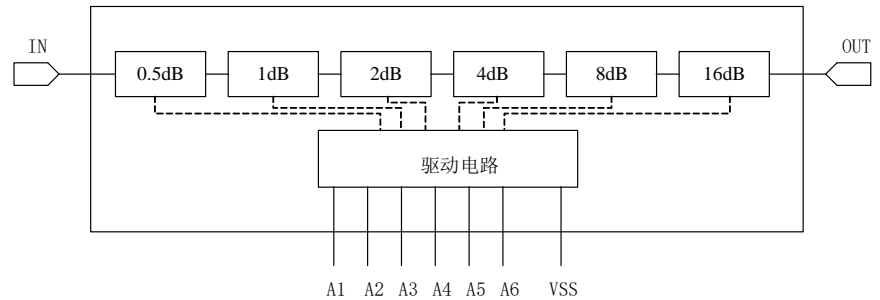 IN
OUT
0.5dB
1dB
2dB
4dB
8dB
16dB
驱动电路
A1
A2
A3
A4
A5
A6
VSS